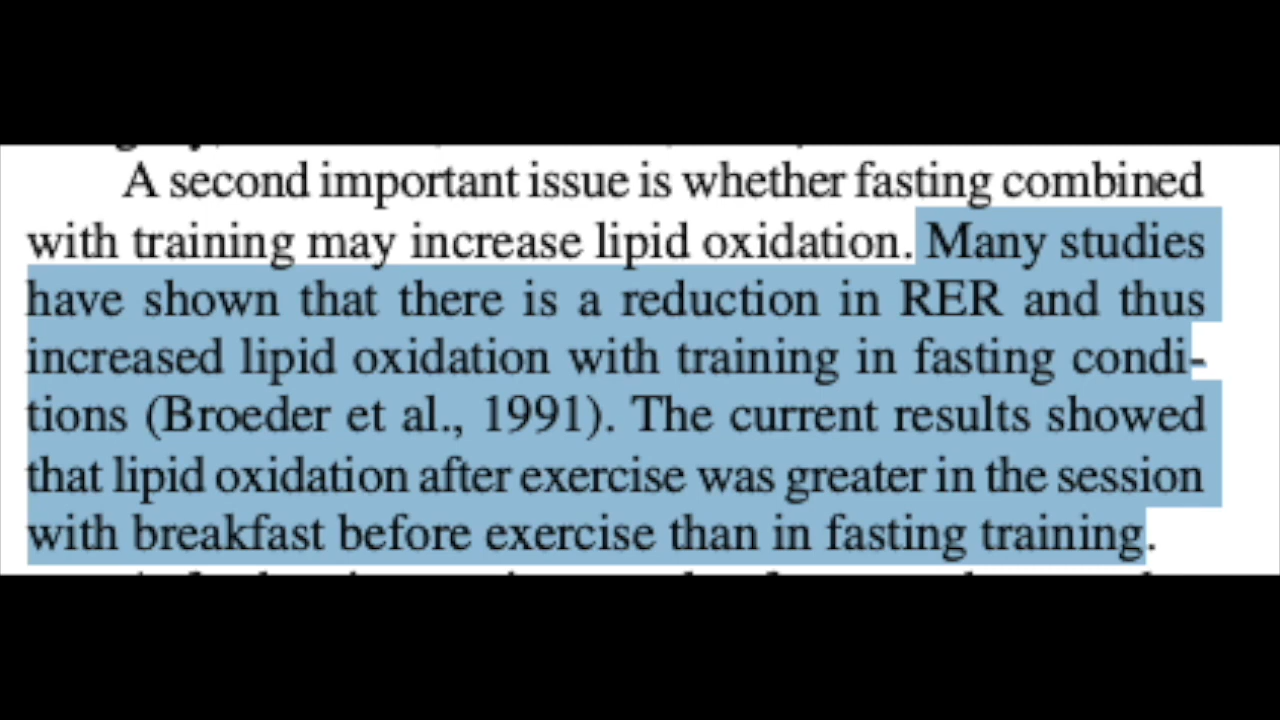 A second important issue is whether fasting combined
with training may increase lipid oxidation. Many studies
have shown that there is a reduction in RER and thus
increased lipid oxidation with training in fasting condi-
tions (Broeder et al., 1991). The current results showed
that lipid oxidation after exercise was greater in the session
with breakfast before exercise than in fasting training.